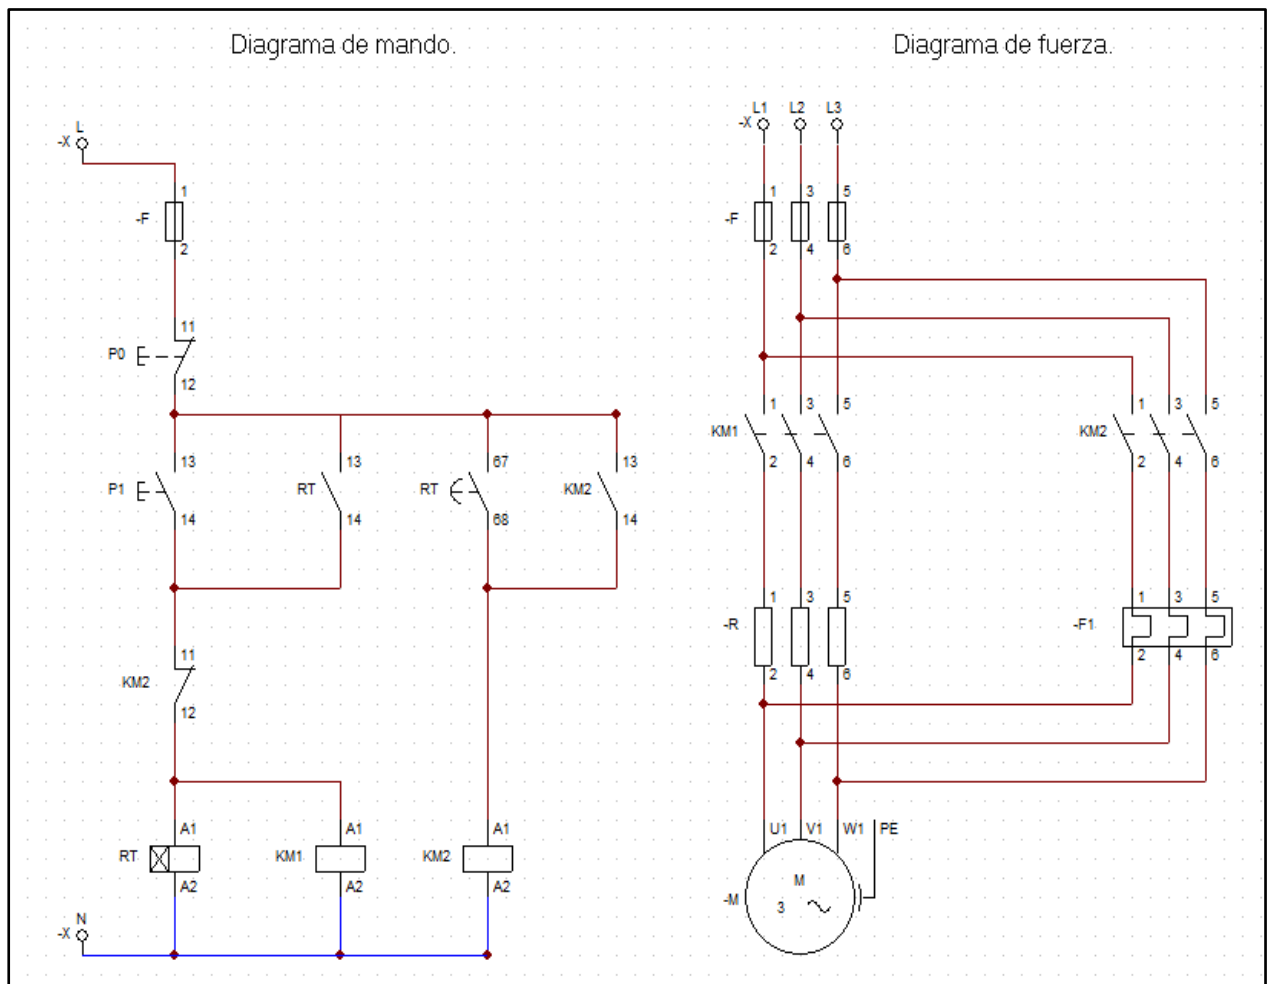 Diagrama de mando.
Diagrama de fuerza.
L
-X
1
-F
2
11
P0
12
13
P1
14
13
RT
14
67
RT
68
13
KM2
14
11
KM2
12
A1
RT
A2
A1
KM1
A2
A1
KM2
A2
N
-X
L1 L2 L3
-X
1 3 5
-F
2 4 6
1 3 5
KM1
2 4 6
1 3 5
KM2
2 4 6
1 3 5
-R
2 4 6
1 3 5
-F1
2 4 6
U1 V1 W1 PE
M
-M
3